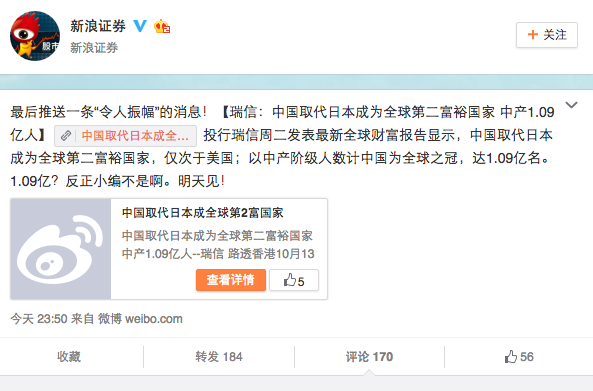 新浪证券
新浪证券
+ 关注
股市
最后推送一条“令人振幅”的消息！【瑞信：中国取代日本成为全球第二富裕国家 中产1.09
亿人】 中国取代日本成为全... 投行瑞信周二发表最新全球财富报告显示，中国取代日本
成为全球第二富裕国家，仅次于美国；以中产阶级人数计中国为全球之冠，达1.09亿名。
1.09亿？反正小编不是啊。明天见！
中国取代日本成全球第2富国家
中国取代日本成为全球第二富裕国家
中产1.09亿人--瑞信 路透香港10月13
查看详情
5
今天 23:50 来自 微博 weibo.com
收藏
转发 184
评论 170
56